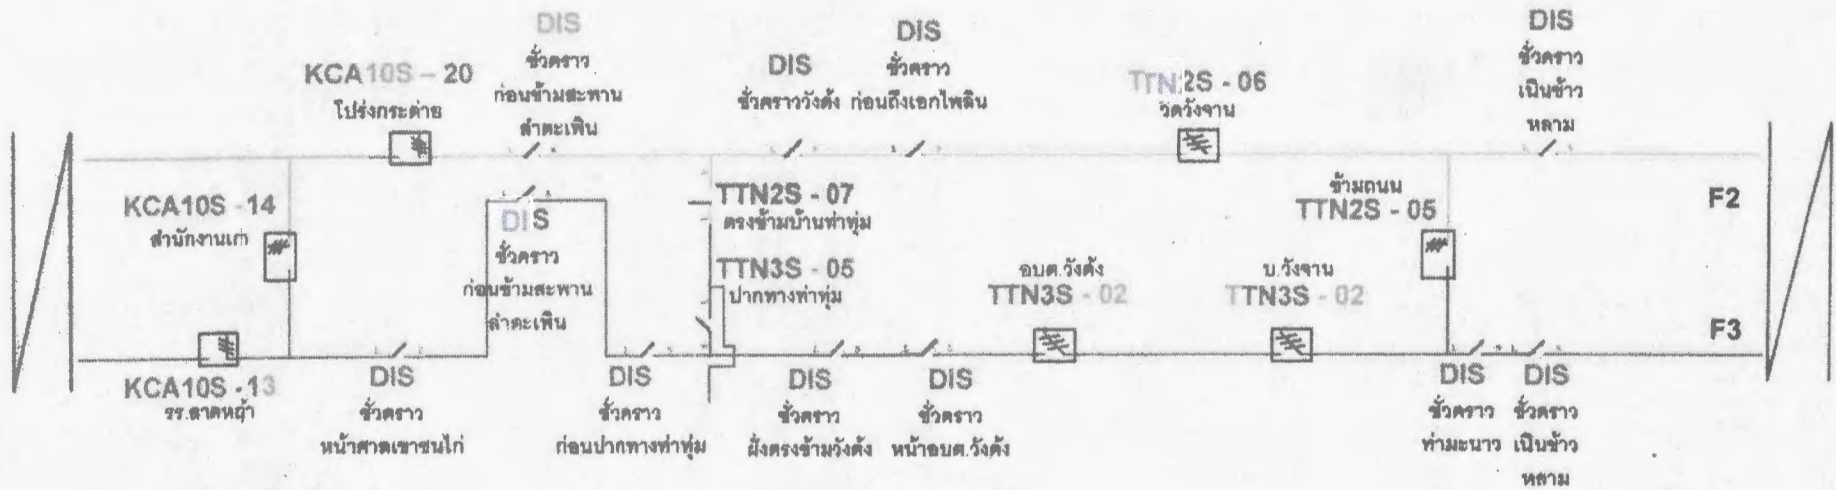 DIS
ชั่วคราว
ก่อนข้ามสะพาน
ลำตะเพิน
KCA10S – 20
โป่งกระต่าย
DIS
ชั่วคราววังด้ง
DIS
ชั่วคราว
ก่อนถึงเอกไพลิน
TTN2S - 06
วัดวังจาน
DIS
ชั่วคราว
เนินข้าว
หลาม
KCA10S - 14
สำนักงานเก่า
DIS
ชั่วคราว
ก่อนข้ามสะพาน
ลำตะเพิน
TTN2S - 07
ตรงข้ามบ้านท่าทุ่ม
TTN3S - 05
ปากทางท่าทุ่ม
อบต.วังด้ง
TTN3S - 02
บ.วังจาน
TTN3S - 02
ข้ามถนน
TTN2S - 05
F2
F3
KCA10S - 13
รร.ลาดหญ้า
DIS
ชั่วคราว
หน้าศาลเขาชนไก่
DIS
ชั่วคราว
ก่อนปากทางท่าทุ่ม
DIS
ชั่วคราว
ฝั่งตรงข้ามวังด้ง
DIS
ชั่วคราว
หน้าอบต.วังด้ง
DIS
ชั่วคราว
ท่ามะนาว
DIS
ชั่วคราว
เนินข้าว
หลาม